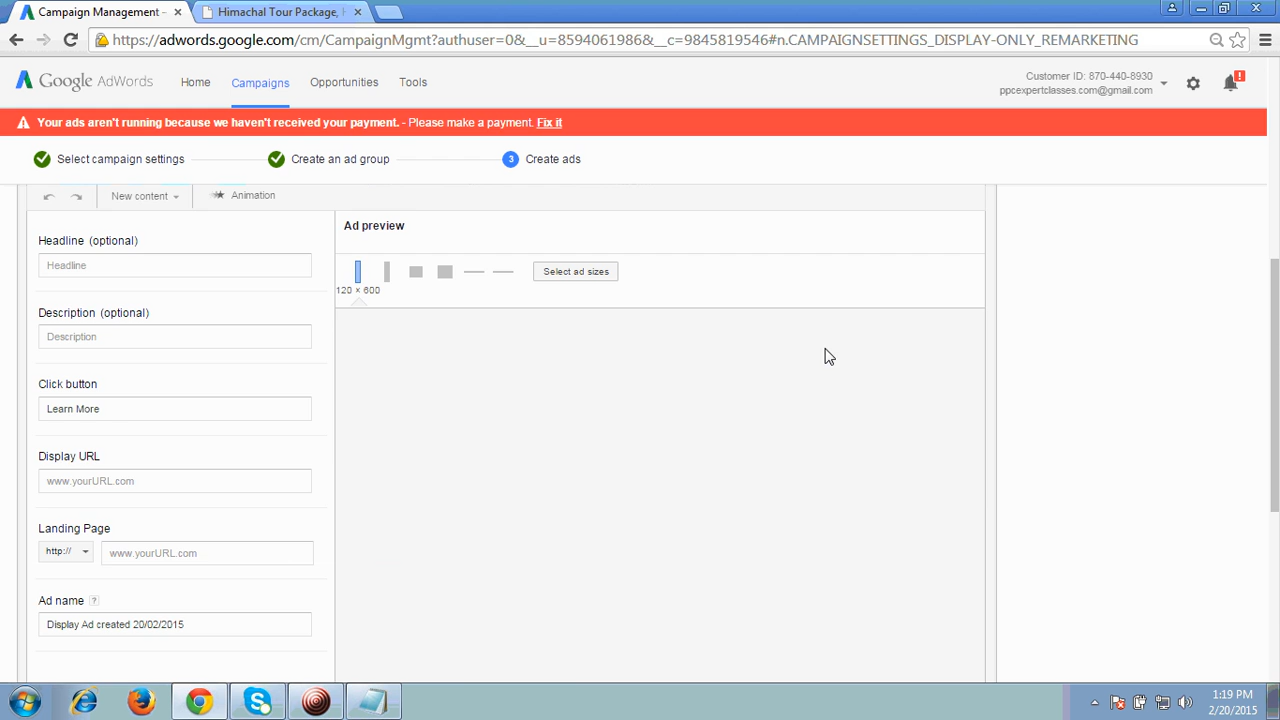 Campaign Management -
Himachal Tour Package, H
https://adwords.google.com/cm/CampaignMgmt?authuser=0&__u=8594061986&__c=9845819546#n.CAMPAIGNSETTINGS_DISPLAY-ONLY_REMARKETING
Google AdWords
Home
Campaigns
Opportunities
Tools
Customer ID: 870-440-8930
ppcexpertclasses.com@gmail.com
Your ads aren't running because we haven't received your payment. - Please make a payment. Fix it
Select campaign settings
Create an ad group
3 Create ads
New content
Animation
Ad preview
Headline (optional)
Headline
Select ad sizes
120 × 600
Description (optional)
Description
Click button
Learn More
Display URL
www.yourURL.com
Landing Page
http://
www.yourURL.com
Ad name ?
Display Ad created 20/02/2015
1:19 PM
2/20/2015